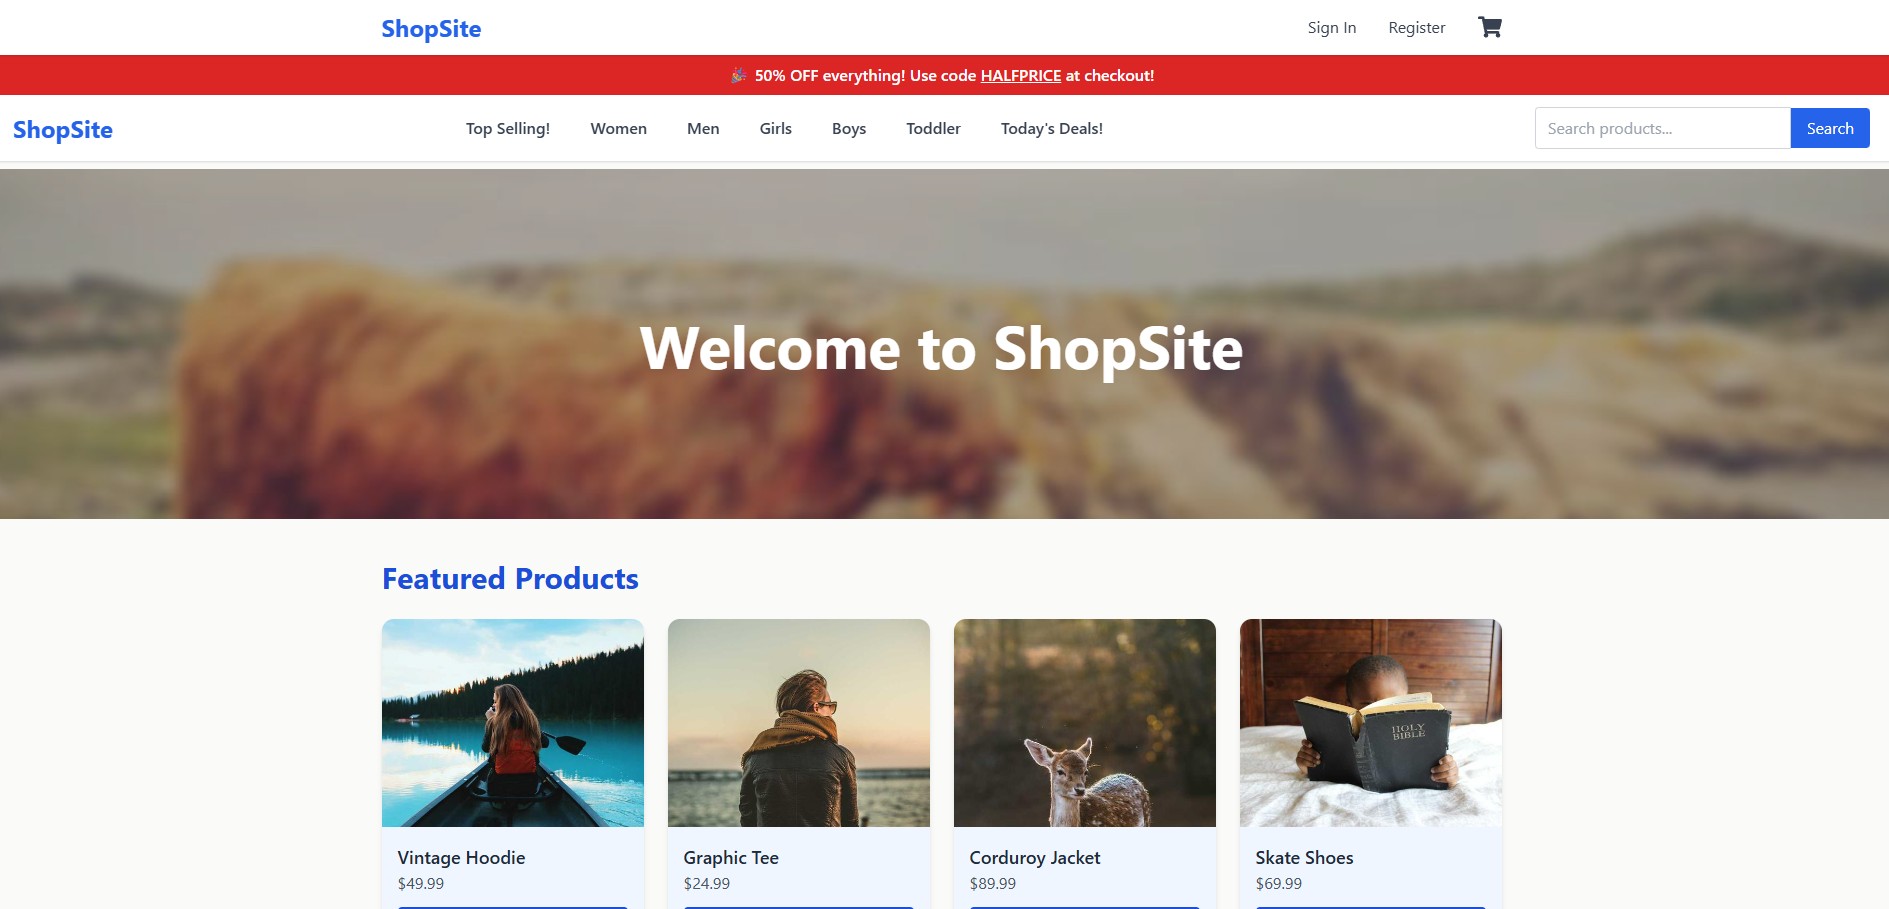 ShopSite Sign In Register
🎉 50% OFF everything! Use code HALFPRICE at checkout!
ShopSite Top Selling! Women Men Girls Boys Toddler Today's Deals! Search products... Search
Welcome to ShopSite
Featured Products
HOLY
BIBLE
Vintage Hoodie Graphic Tee Corduroy Jacket Skate Shoes
$49.99 $24.99 $89.99 $69.99